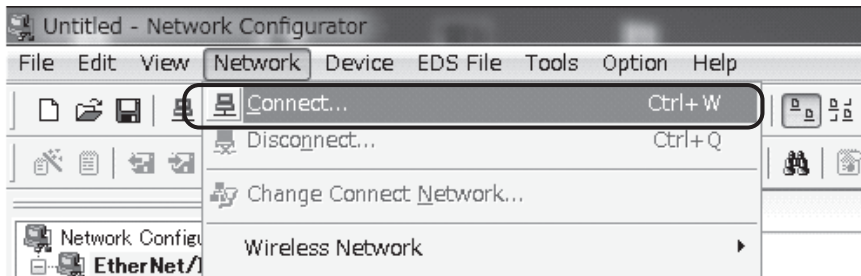 Untitled - Network Configurator
File Edit View Network Device EDS File Tools Option Help
Connect... Ctrl+W
Disconnect... Ctrl+Q
Change Connect Network...
Network
Wireless Network
EtherNet/